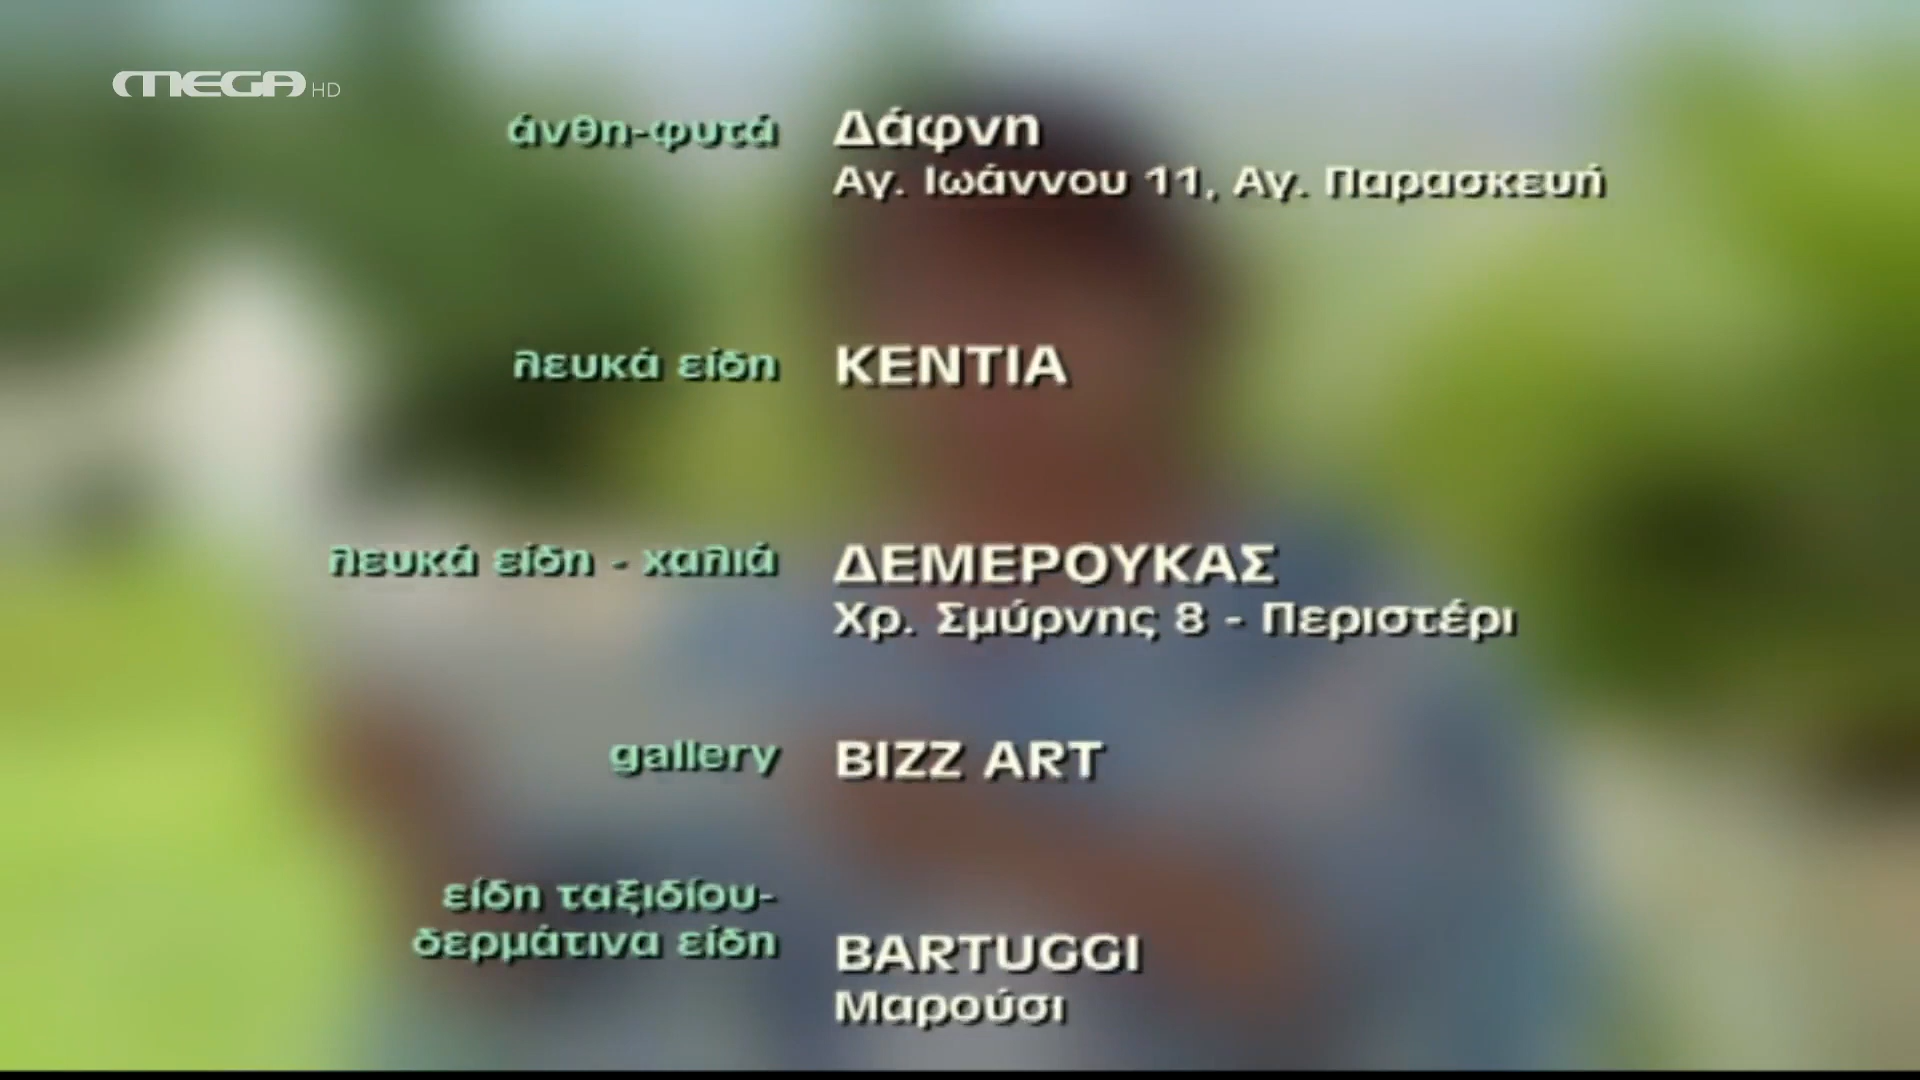 MEGA HD
άνθη-φυτά Δάφνη
Αγ. Ιωάννου 11, Αγ. Παρασκευή
λευκά είδη KENTIA
λευκά είδη - χαλιά ΔΕΜΕΡΟΥΚΑΣ
Χρ. Σμύρνης 8 - Περιστέρι
gallery BIZZ ART
είδη ταξιδίου-
δερμάτινα είδη BARTUGGI
Μαρούσι